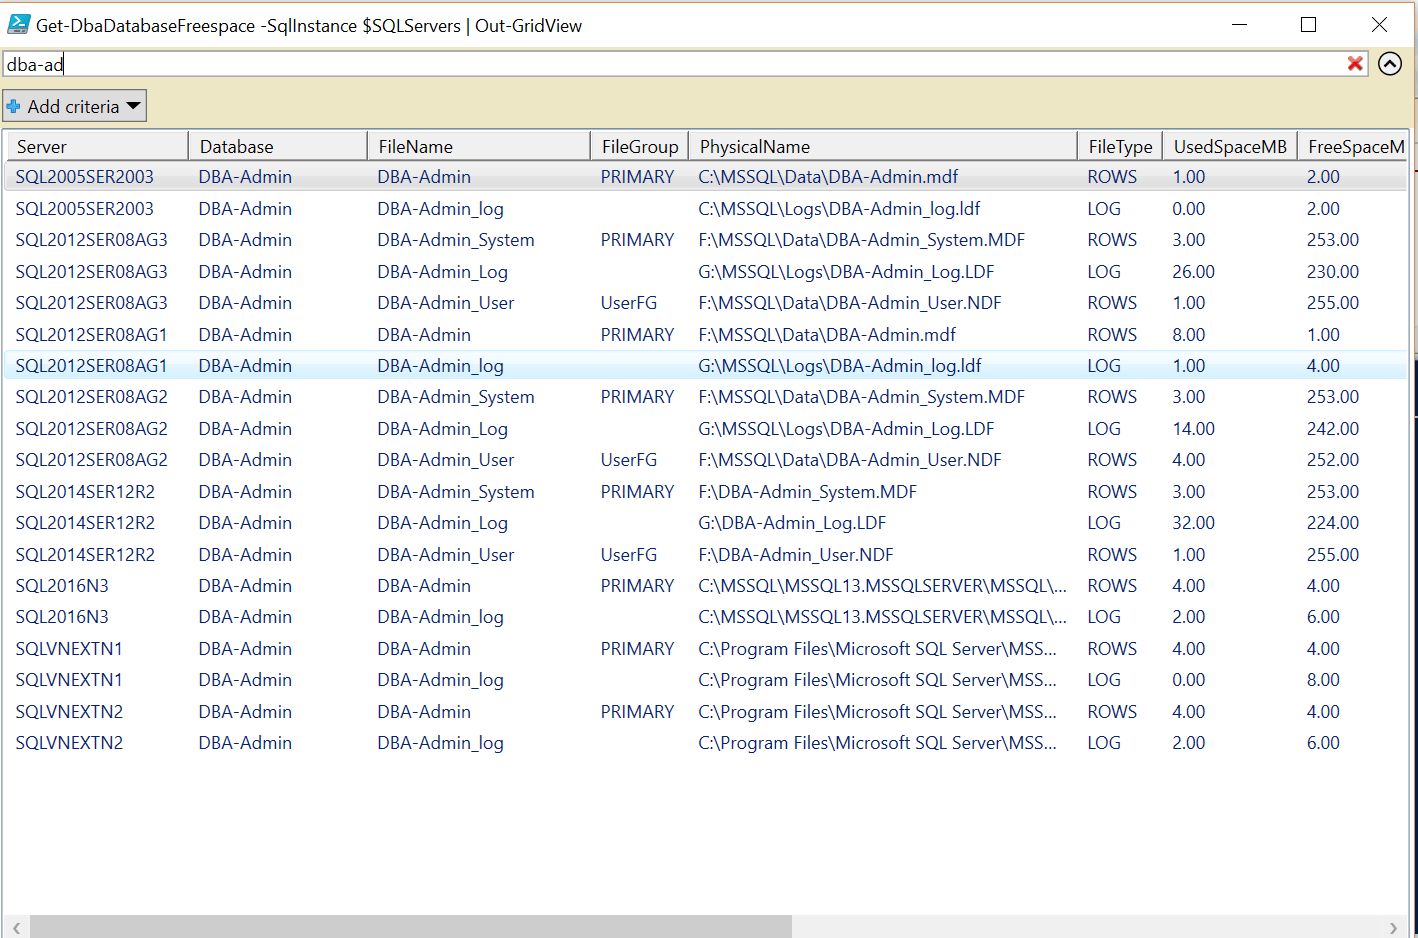 Get-DbaDatabaseFreespace -SqlInstance $SQLServers | Out-GridView
dba-ad
Add criteria
Server Database FileName FileGroup PhysicalName FileType UsedSpaceMB FreeSpaceM
SQL2005SER2003 DBA-Admin DBA-Admin PRIMARY C:\MSSQL\Data\DBA-Admin.mdf ROWS 1.00 2.00
SQL2005SER2003 DBA-Admin DBA-Admin_log C:\MSSQL\Logs\DBA-Admin_log.ldf LOG 0.00 2.00
SQL2012SER08AG3 DBA-Admin DBA-Admin_System PRIMARY F:\MSSQL\Data\DBA-Admin_System.MDF ROWS 3.00 253.00
SQL2012SER08AG3 DBA-Admin DBA-Admin_Log G:\MSSQL\Logs\DBA-Admin_Log.LDF LOG 26.00 230.00
SQL2012SER08AG3 DBA-Admin DBA-Admin_User UserFG F:\MSSQL\Data\DBA-Admin_User.NDF ROWS 1.00 255.00
SQL2012SER08AG1 DBA-Admin DBA-Admin PRIMARY F:\MSSQL\Data\DBA-Admin.mdf ROWS 8.00 1.00
SQL2012SER08AG1 DBA-Admin DBA-Admin_log G:\MSSQL\Logs\DBA-Admin_log.ldf LOG 1.00 4.00
SQL2012SER08AG2 DBA-Admin DBA-Admin_System PRIMARY F:\MSSQL\Data\DBA-Admin_System.MDF ROWS 3.00 253.00
SQL2012SER08AG2 DBA-Admin DBA-Admin_Log G:\MSSQL\Logs\DBA-Admin_Log.LDF LOG 14.00 242.00
SQL2012SER08AG2 DBA-Admin DBA-Admin_User UserFG F:\MSSQL\Data\DBA-Admin_User.NDF ROWS 4.00 252.00
SQL2014SER12R2 DBA-Admin DBA-Admin_System PRIMARY F:\DBA-Admin_System.MDF ROWS 3.00 253.00
SQL2014SER12R2 DBA-Admin DBA-Admin_Log G:\DBA-Admin_Log.LDF LOG 32.00 224.00
SQL2014SER12R2 DBA-Admin DBA-Admin_User UserFG F:\DBA-Admin_User.NDF ROWS 1.00 255.00
SQL2016N3 DBA-Admin DBA-Admin PRIMARY C:\MSSQL\MSSQL13.MSSQLSERVER\MSSQL\... ROWS 4.00 4.00
SQL2016N3 DBA-Admin DBA-Admin_log C:\MSSQL\MSSQL13.MSSQLSERVER\MSSQL\... LOG 2.00 6.00
SQLVNEXTN1 DBA-Admin DBA-Admin PRIMARY C:\Program Files\Microsoft SQL Server\MSS... ROWS 4.00 4.00
SQLVNEXTN1 DBA-Admin DBA-Admin_log C:\Program Files\Microsoft SQL Server\MSS... LOG 0.00 8.00
SQLVNEXTN2 DBA-Admin DBA-Admin PRIMARY C:\Program Files\Microsoft SQL Server\MSS... ROWS 4.00 4.00
SQLVNEXTN2 DBA-Admin DBA-Admin_log C:\Program Files\Microsoft SQL Server\MSS... LOG 2.00 6.00